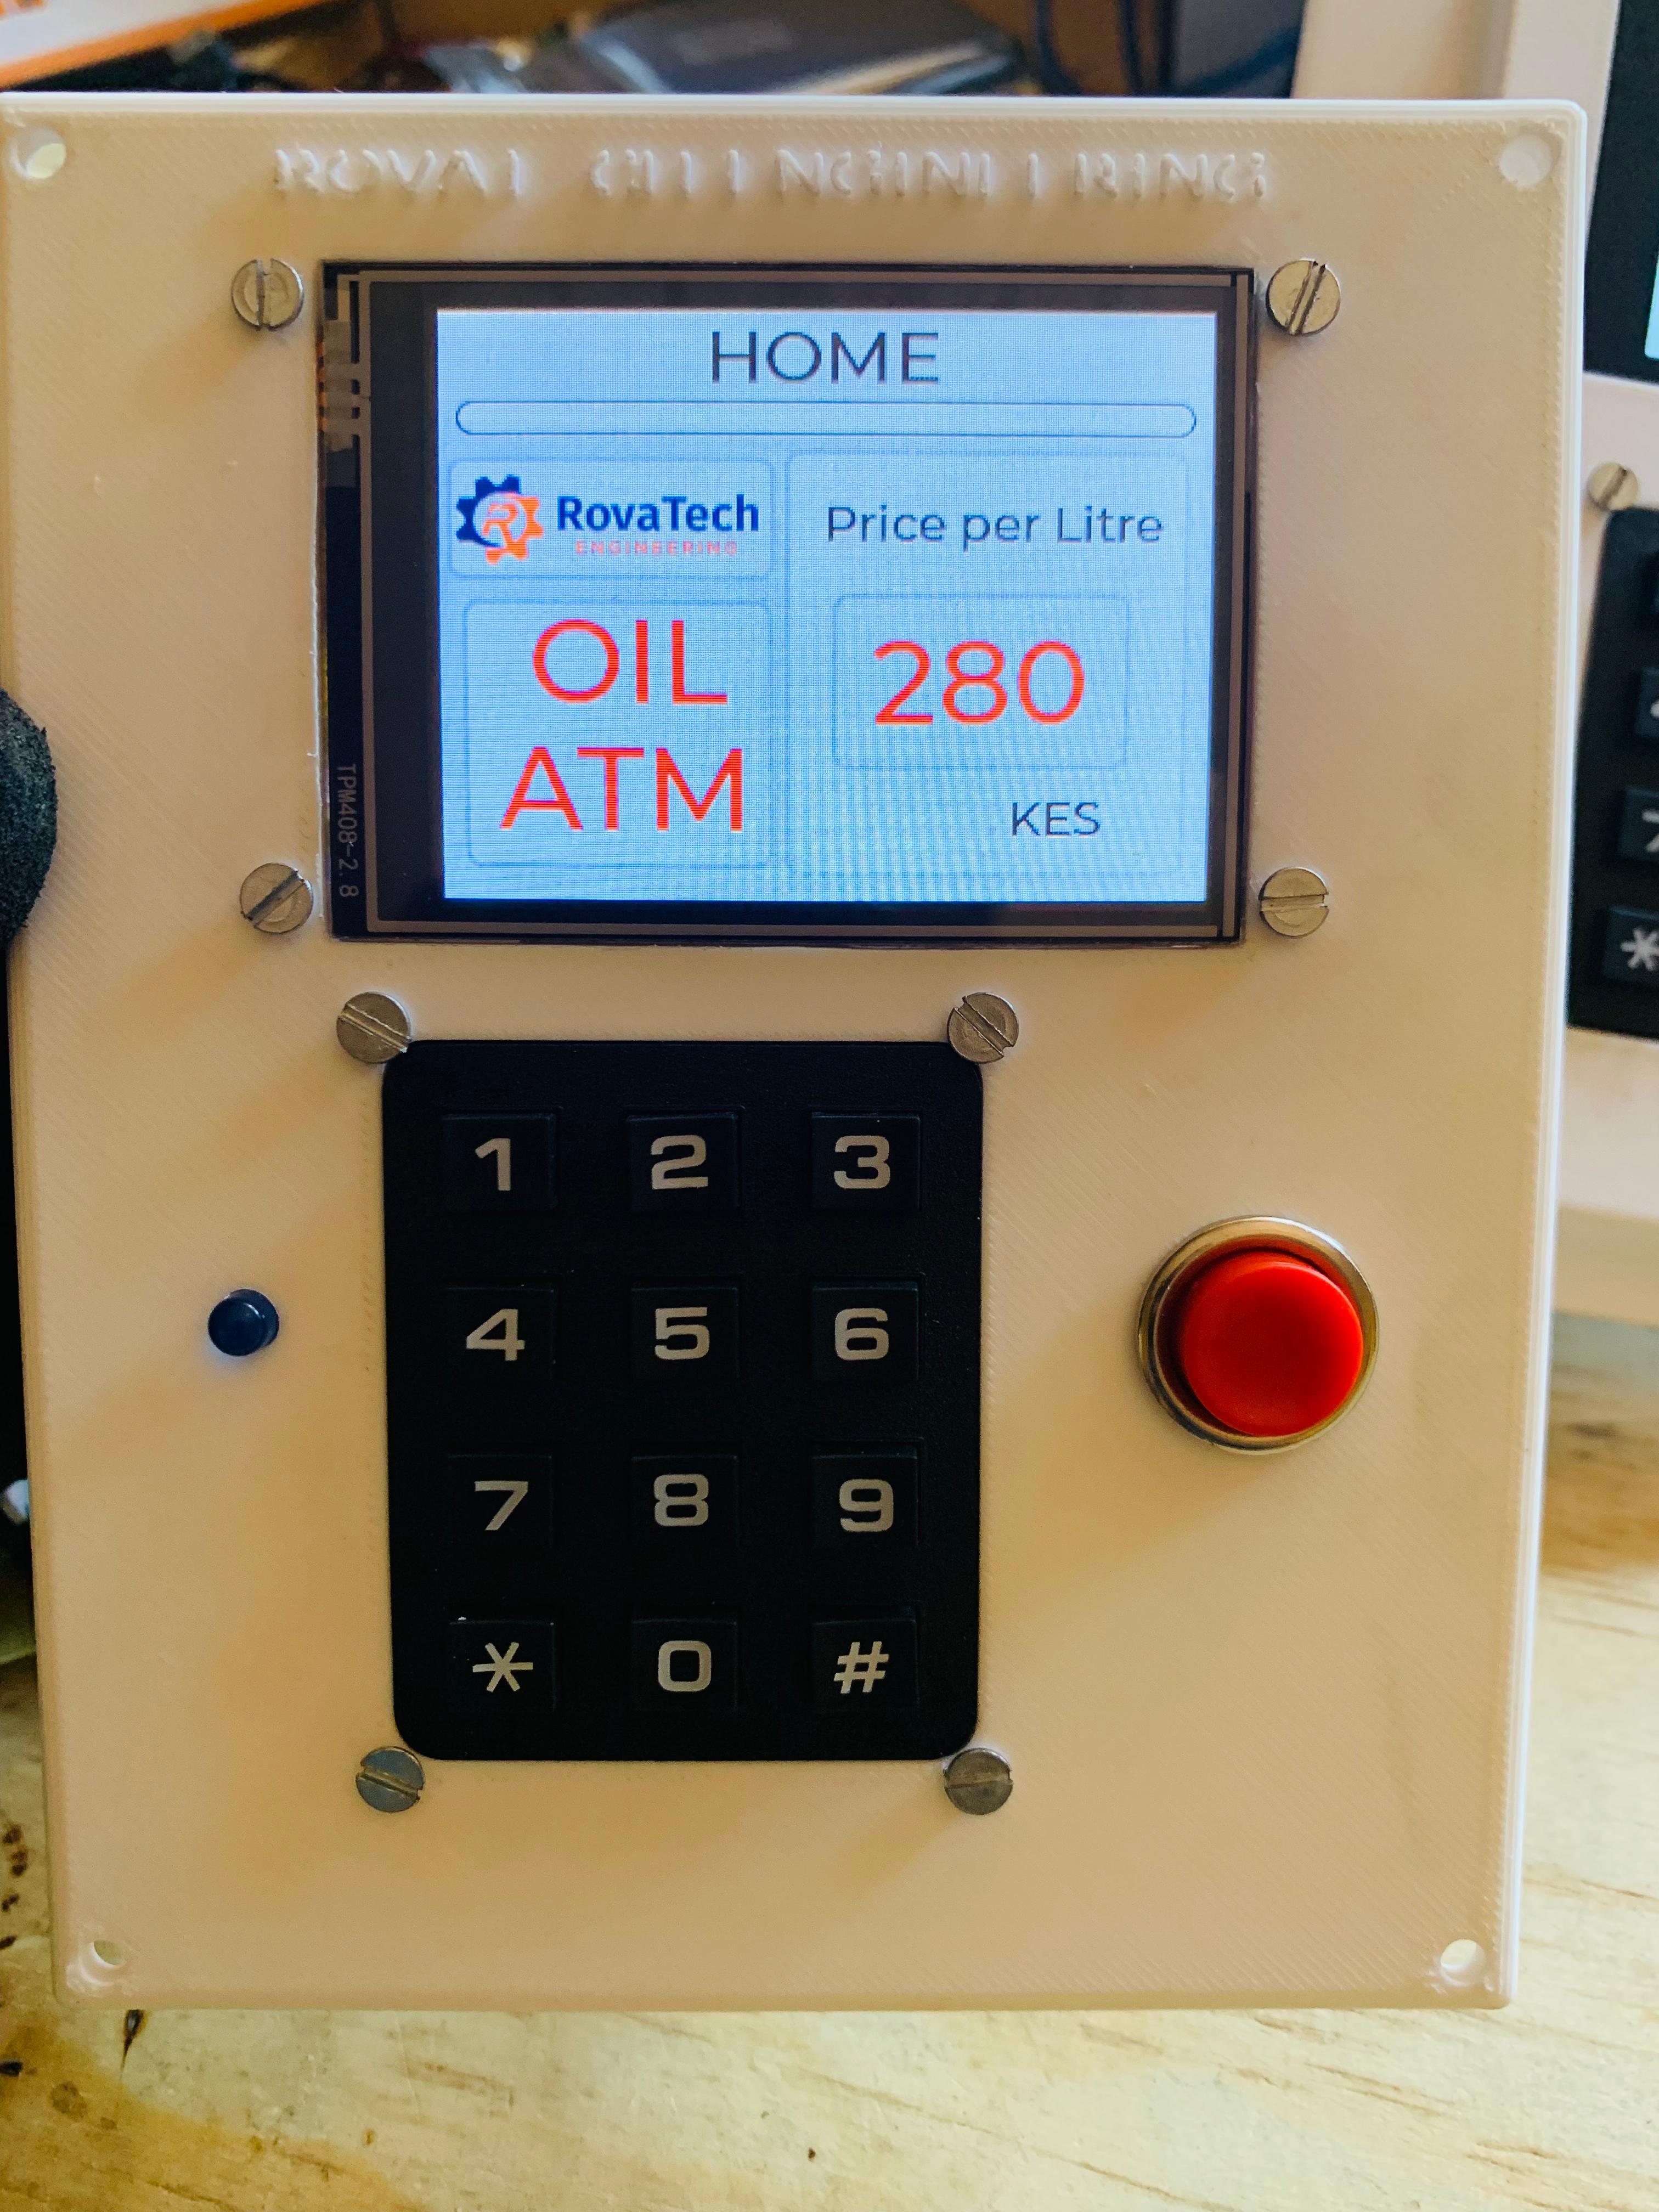 HOME
RovaTech
ENGINEERING
Price per Litre
OIL
ATM
280
KES
TPM408-2.8
1 2 3
4 5 6
7 8 9
* 0 #
*